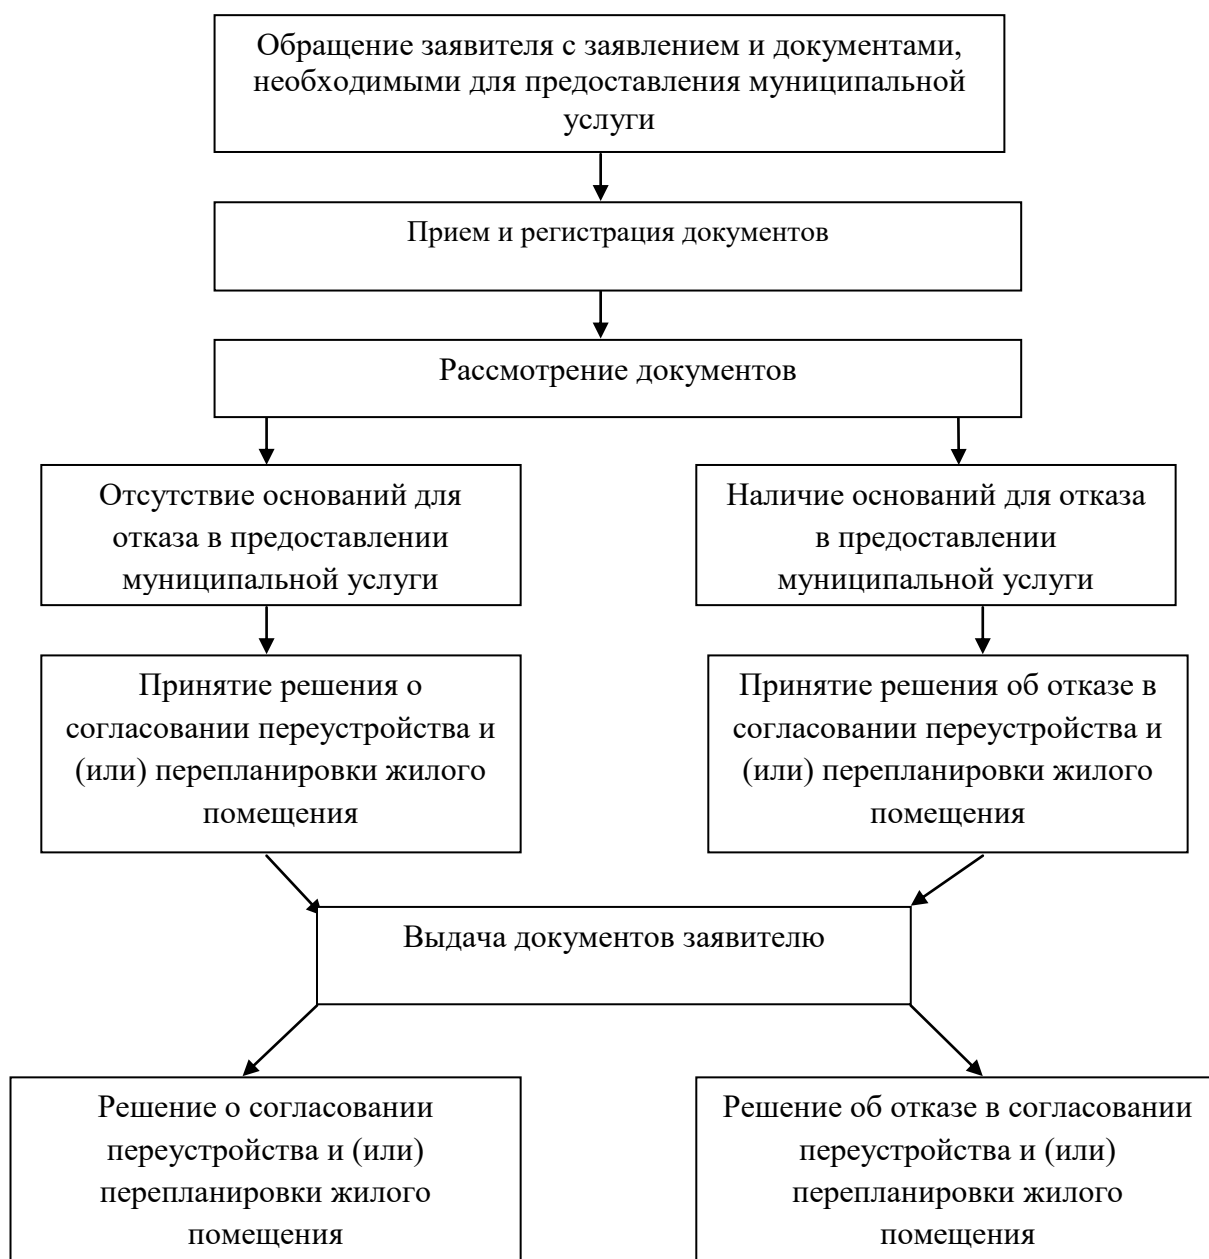 Обращение заявителя с заявлением и документами,
необходимыми для предоставления муниципальной
услуги
Прием и регистрация документов
Рассмотрение документов
Отсутствие оснований для
отказа в предоставлении
муниципальной услуги
Наличие оснований для отказа
в предоставлении
муниципальной услуги
Принятие решения о
согласовании переустройства и
(или) перепланировки жилого
помещения
Принятие решения об отказе в
согласовании переустройства и
(или) перепланировки жилого
помещения
Выдача документов заявителю
Решение о согласовании
переустройства и (или)
перепланировки жилого
помещения
Решение об отказе в согласовании
переустройства и (или)
перепланировки жилого
помещения